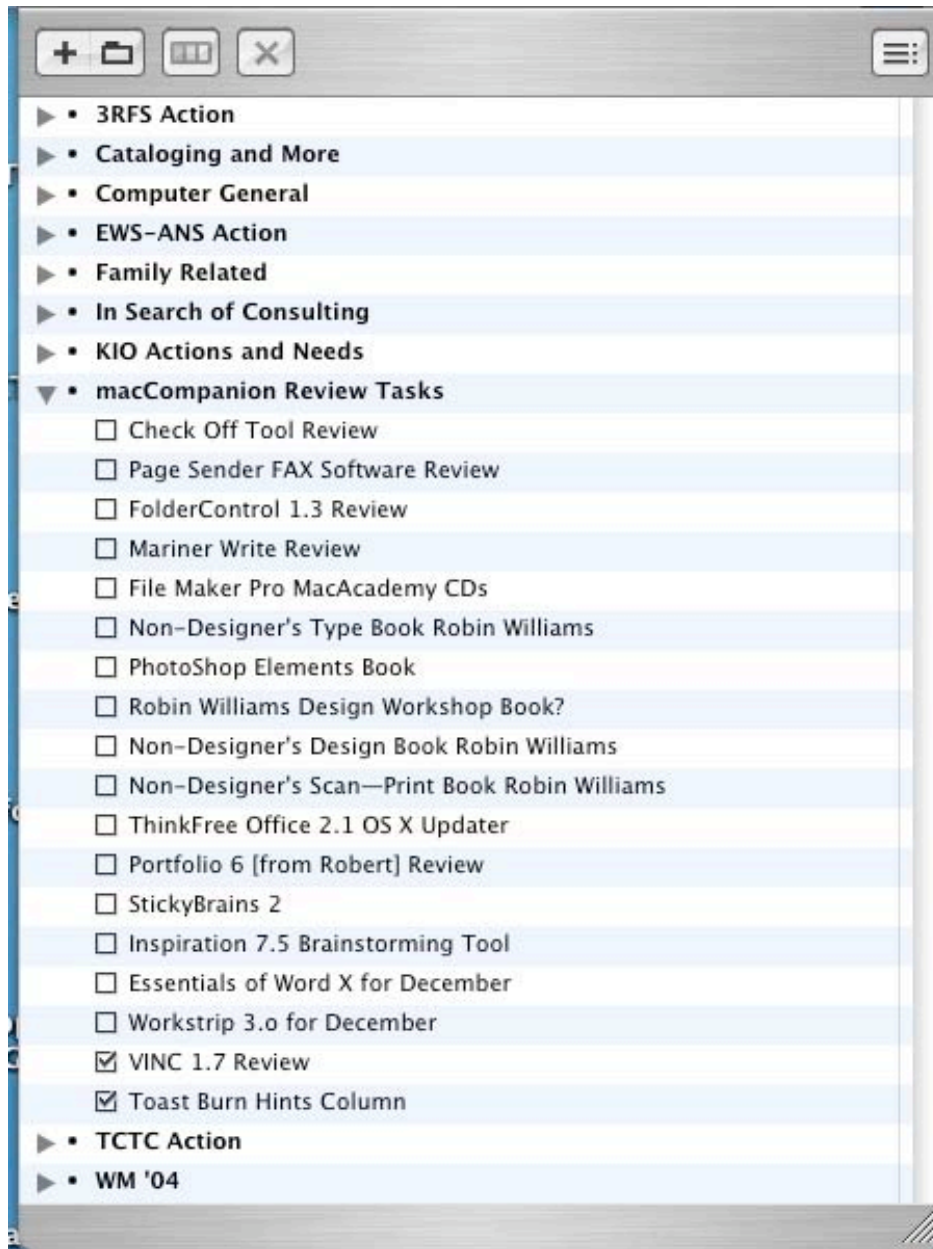 3RFS Action
Cataloging and More
Computer General
EWS-ANS Action
Family Related
In Search of Consulting
KIO Actions and Needs
macCompanion Review Tasks
Check Off Tool Review
Page Sender FAX Software Review
FolderControl 1.3 Review
Mariner Write Review
File Maker Pro MacAcademy CDs
Non-Designer's Type Book Robin Williams
PhotoShop Elements Book
Robin Williams Design Workshop Book?
Non-Designer's Design Book Robin Williams
Non-Designer's Scan—Print Book Robin Williams
ThinkFree Office 2.1 OS X Updater
Portfolio 6 [from Robert] Review
StickyBrains 2
Inspiration 7.5 Brainstorming Tool
Essentials of Word X for December
Workstrip 3.o for December
VINC 1.7 Review
Toast Burn Hints Column
TCTC Action
WM '04